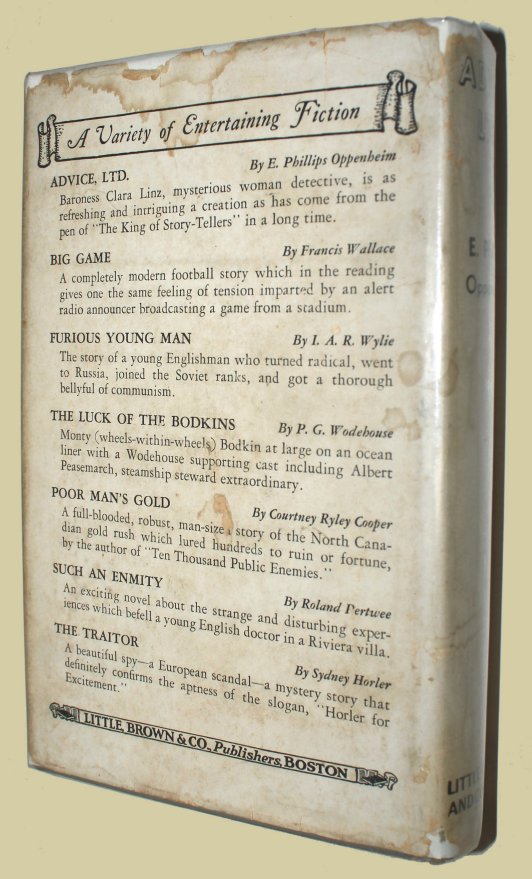 A Variety of Entertaining Fiction
ADVICE, LTD. By E. Phillips Oppenheim
Baroness Clara Linz, mysterious woman detective, is as
refreshing and intriguing a creation as has come from the
pen of "The King of Story-Tellers" in a long time.
BIG GAME By Francis Wallace
A completely modern football story which in the reading
gives one the same feeling of tension imparted by an alert
radio announcer broadcasting a game from a stadium.
FURIOUS YOUNG MAN By I. A. R. Wylie
The story of a young Englishman who turned radical, went
to Russia, joined the Soviet ranks, and got a thorough
bellyful of communism.
THE LUCK OF THE BODKINS By P. G. Wodehouse
Monty (wheels-within-wheels) Bodkin at large on an ocean
liner with a Wodehouse supporting cast including Albert
Peasemarch, steamship steward extraordinary.
POOR MAN'S GOLD By Courtney Ryley Cooper
A full-blooded, robust, man-size story of the North Cana-
dian gold rush which lured hundreds to ruin or fortune,
by the author of "Ten Thousand Public Enemies."
SUCH AN ENMITY By Roland Pertwee
An exciting novel about the strange and disturbing exper-
iences which befell a young English doctor in a Riviera villa.
THE TRAITOR By Sydney Horler
A beautiful spy—a European scandal—a mystery story that
definitely confirms the aptness of the slogan, "Horler for
Excitement."
LITTLE, BROWN & CO., Publishers, BOSTON
E.
LITTL
AND